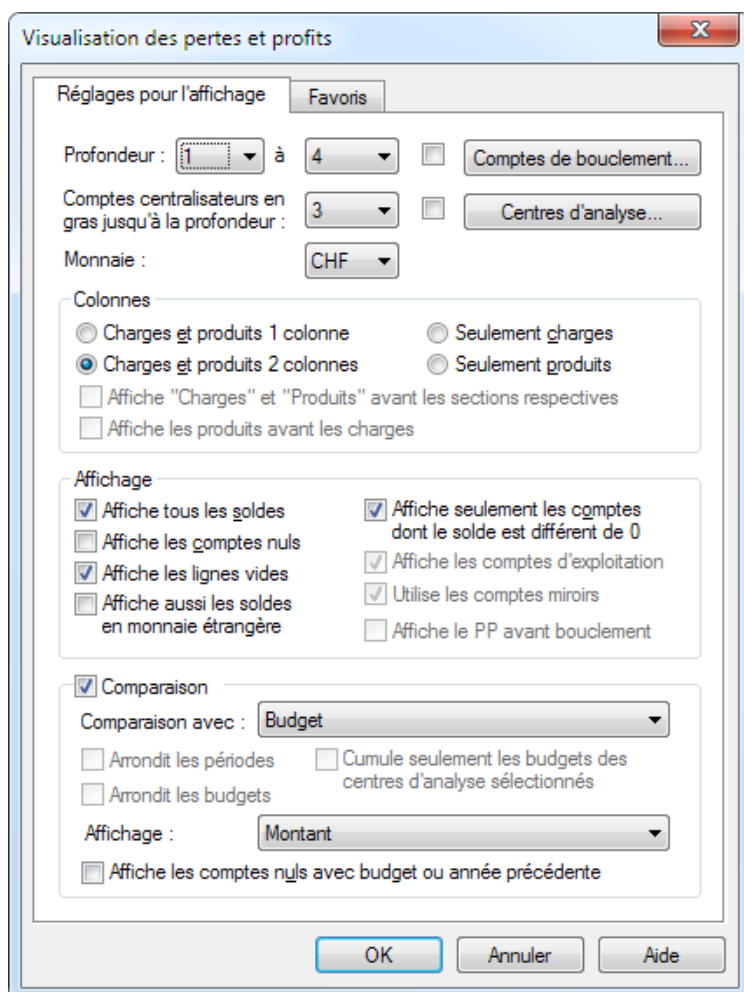 Visualisation des pertes et profits
Réglages pour l'affichage
Favoris
Profondeur : 1 à 4 Comptes de bouclement...
Comptes centralisateurs en
gras jusqu'à la profondeur : 3 Centres d'analyse...
Monnaie : CHF
Colonnes
Charges et produits 1 colonne
Seulement charges
Charges et produits 2 colonnes
Seulement produits
Affiche "Charges" et "Produits" avant les sections respectives
Affiche les produits avant les charges
Affichage
Affiche tous les soldes
Affiche les comptes nuls
Affiche les lignes vides
Affiche aussi les soldes
en monnaie étrangère
Affiche seulement les comptes
dont le solde est différent de 0
Affiche les comptes d'exploitation
Utilise les comptes miroirs
Affiche le PP avant bouclement
Comparaison
Comparaison avec : Budget
Arrondit les périodes
Arrondit les budgets
Cumule seulement les budgets des
centres d'analyse sélectionnés
Affichage : Montant
Affiche les comptes nuls avec budget ou année précédente
OK
Annuler
Aide